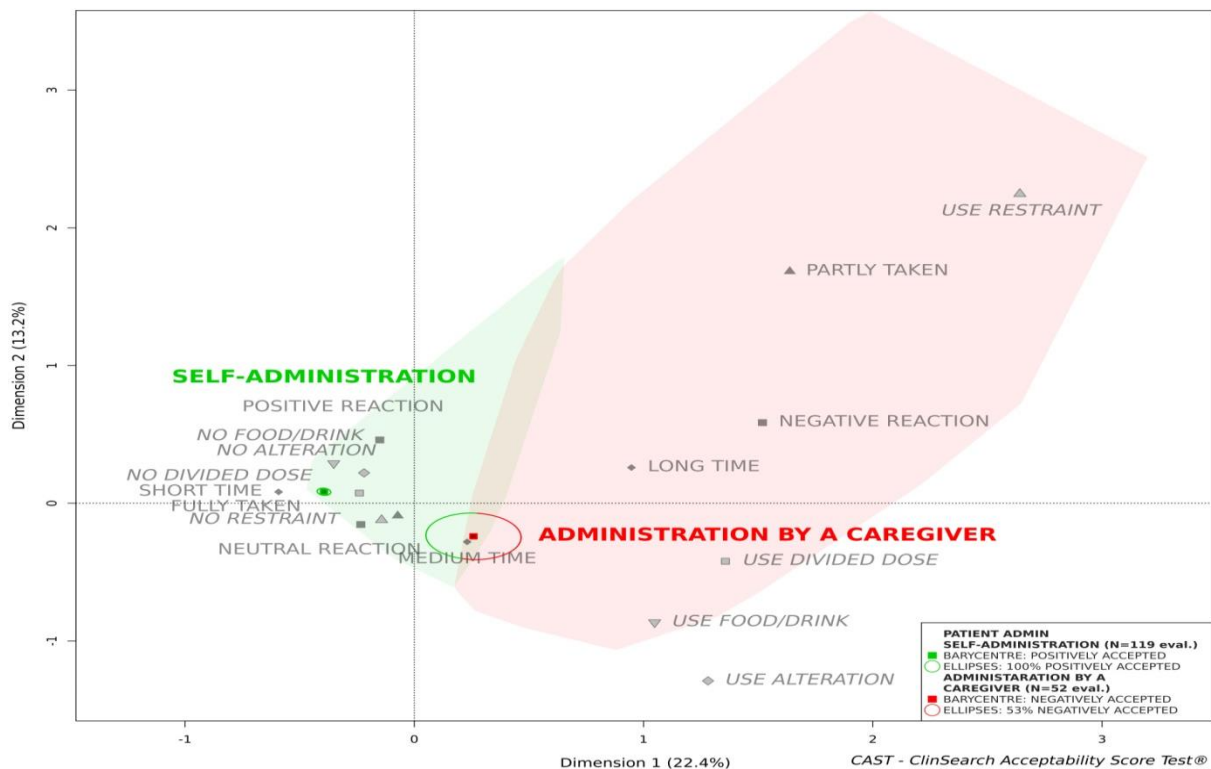 3
USE RESTRAINT
2
PARTLY TAKEN
Dimension 2 (13.2%)
1
SELF-ADMINISTRATION
POSITIVE REACTION
NEGATIVE REACTION
NO FOOD/DRINK
NO ALTERATION
LONG TIME
NO DIVIDED DOSE
SHORT TIME
0
FULLY TAKEN
NO RESTRAINT
ADMINISTRATION BY A CAREGIVER
NEUTRAL REACTION
MEDIUM TIME
USE DIVIDED DOSE
USE FOOD/DRINK
-1
USE ALTERATION
PATIENT ADMIN
SELF-ADMINISTRATION (N=119 eval.)
BARYCENTRE: POSITIVELY ACCEPTED
ELLIPSES: 100% POSITIVELY ACCEPTED
ADMINISTARATION BY A
CAREGIVER (N=52 eval.)
BARYCENTRE: NEGATIVELY ACCEPTED
ELLIPSES: 53% NEGATIVELY ACCEPTED
-1 0 1 2 3
Dimension 1 (22.4%)
CAST - ClinSearch Acceptability Score Test®